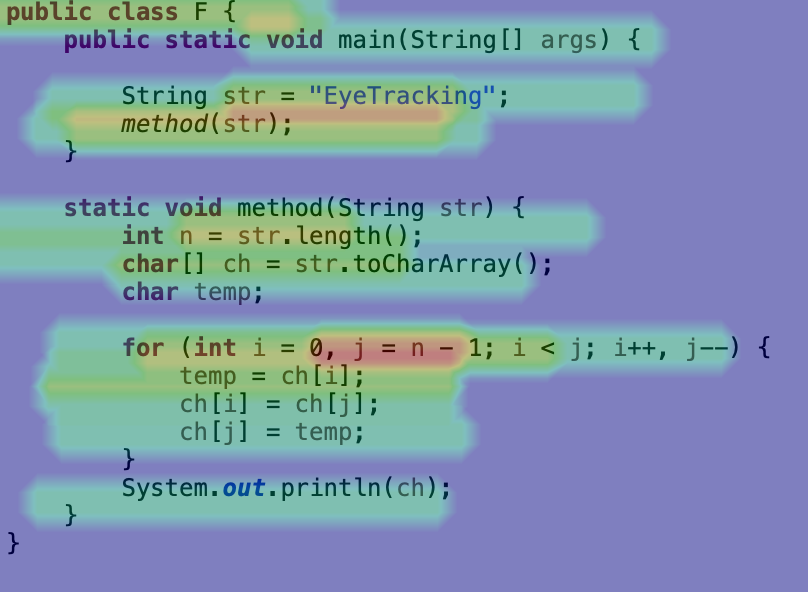 public class F {
    public static void main(String[] args) {
        String str = "EyeTracking";
        method(str);
    }
    static void method(String str) {
        int n = str.length();
        char[] ch = str.toCharArray();
        char temp;
        for (int i = 0, j = n - 1; i < j; i++, j--) {
            temp = ch[i];
            ch[i] = ch[j];
            ch[j] = temp;
        }
        System.out.println(ch);
    }
}